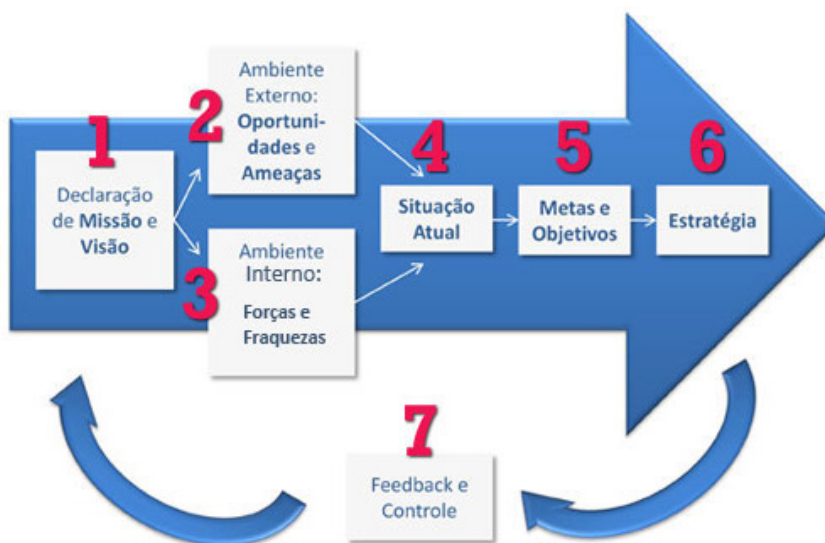 1
Declaração
de Missão e
Visão
2
Ambiente
Externo:
Oportuni-
dades e
Ameaças
3
Ambiente
Interno:
Forças e
Fraquezas
4
Situação
Atual
5
Metas e
Objetivos
6
Estratégia
7
Feedback e
Controle